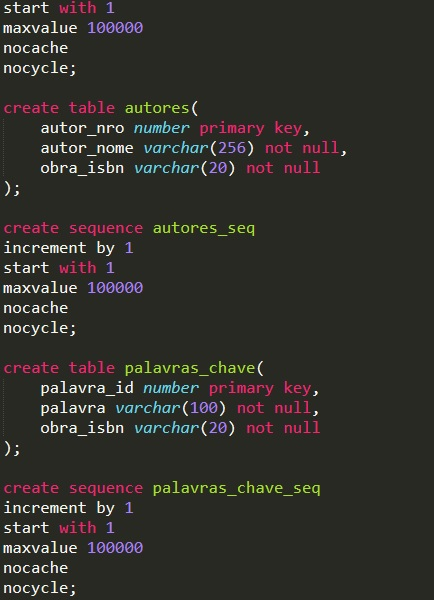 start with 1
maxvalue 100000
nocache
nocycle;
create table autores(
autor_nro number primary key,
autor_nome varchar(256) not null,
obra_isbn varchar(20) not null
);
create sequence autores_seq
increment by 1
start with 1
maxvalue 100000
nocache
nocycle;
create table palavras_chave(
palavra_id number primary key,
palavra varchar(100) not null,
obra_isbn varchar(20) not null
);
create sequence palavras_chave_seq
increment by 1
start with 1
maxvalue 100000
nocache
nocycle;